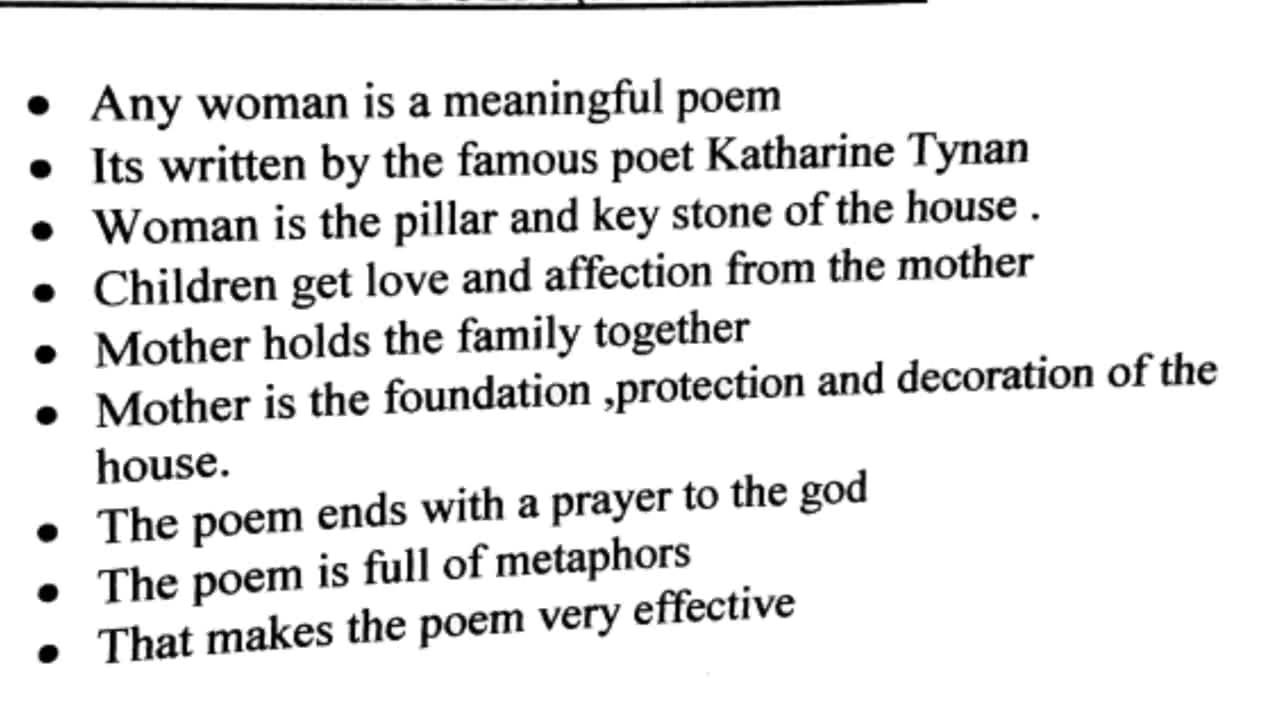 • Any woman is a meaningful poem
• Its written by the famous poet Katharine Tynan
• Woman is the pillar and key stone of the house .
• Children get love and affection from the mother
• Mother holds the family together
• Mother is the foundation ,protection and decoration of the
house.
• The poem ends with a prayer to the god
• The poem is full of metaphors
• That makes the poem very effective